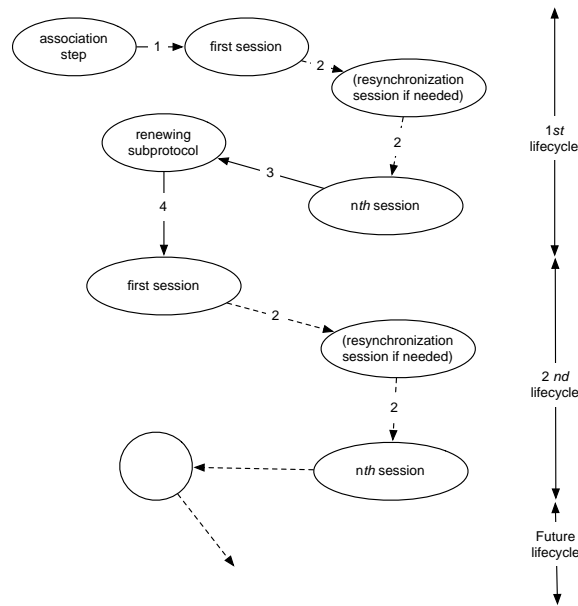 association
step
1
first session
2
(resynchronization
session if needed)
1st
lifecycle
renewing
subprotocol
2
3
nth session
4
first session
2
(resynchronization
session if needed)
2 nd
lifecycle
2
nth session
Future
lifecycle